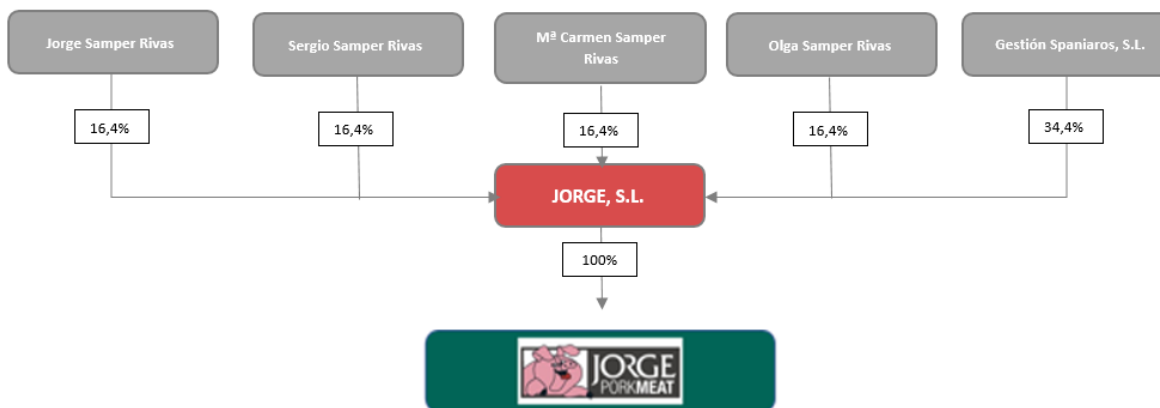 Jorge Samper Rivas
Sergio Samper Rivas
Mª Carmen Samper
Rivas
Olga Samper Rivas
Gestión Spaniaros, S.L.
16,4%
16,4%
16,4%
16,4%
34,4%
JORGE, S.L.
100%
JORGE
PORKMEAT